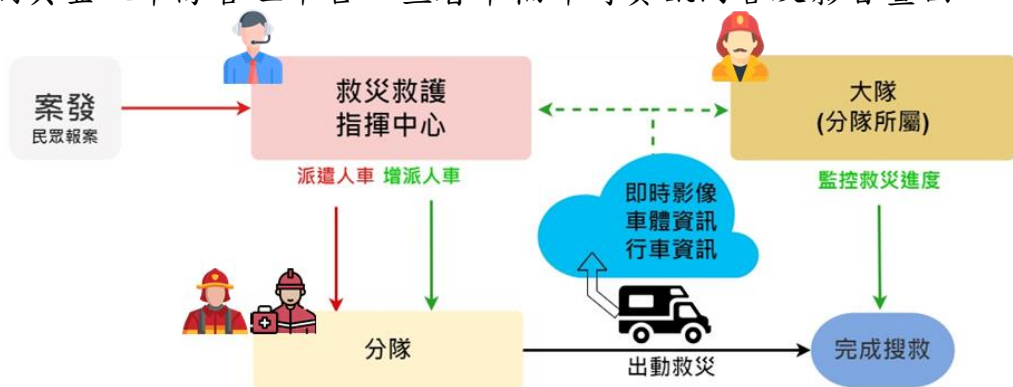 案發
民眾報案
救災救護
指揮中心
大隊
(分隊所屬)
派遣人車 增派人車
監控救災進度
即時影像
車體資訊
行車資訊
分隊
出動救災
完成搜救